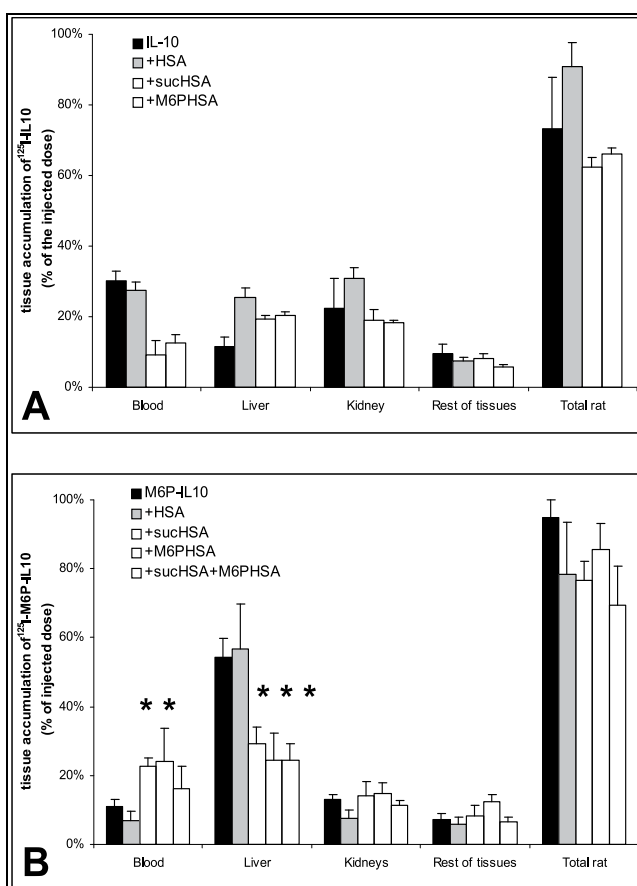 100%
80%
60%
40%
20%
0%
tissue accumulation of ¹²⁵I-IL10
(% of the injected dose)
IL-10
+HSA
+sucHSA
+M6PHSA
Blood Liver Kidney Rest of tissues Total rat
A
100%
80%
60%
40%
20%
0%
tissue accumulation of ¹²⁵I-M6P-IL10
(% of injected dose)
M6P-IL10
+HSA
+sucHSA
+M6PHSA
+sucHSA+M6PHSA
* *
* * *
Blood Liver Kidneys Rest of tissues Total rat
B